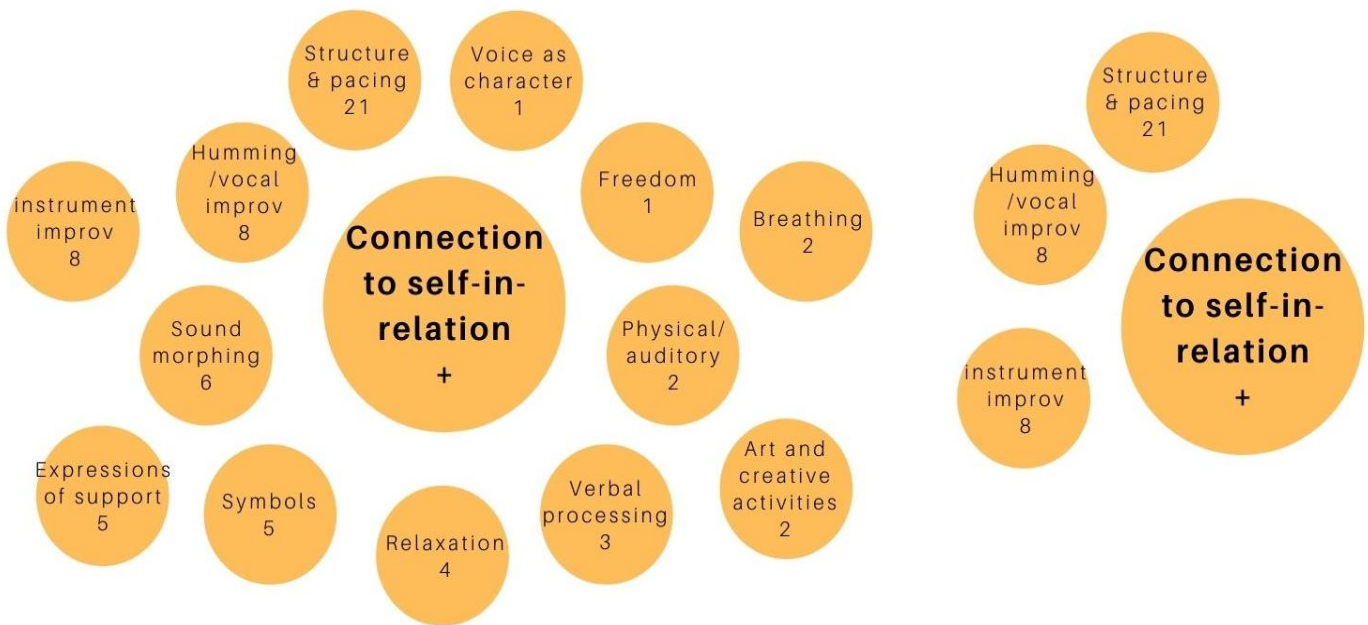 Structure
& pacing
21
Voice as
character
1
Humming
/vocal
improv
8
Freedom
1
instrument
improv
8
Breathing
2
Connection
to self-in-
relation
+
Sound
morphing
6
Physical/
auditory
2
Expressions
of support
5
Symbols
5
Relaxation
4
Verbal
processing
3
Art and
creative
activities
2
Structure
& pacing
21
Humming
/vocal
improv
8
Connection
to self-in-
relation
+
instrument
improv
8